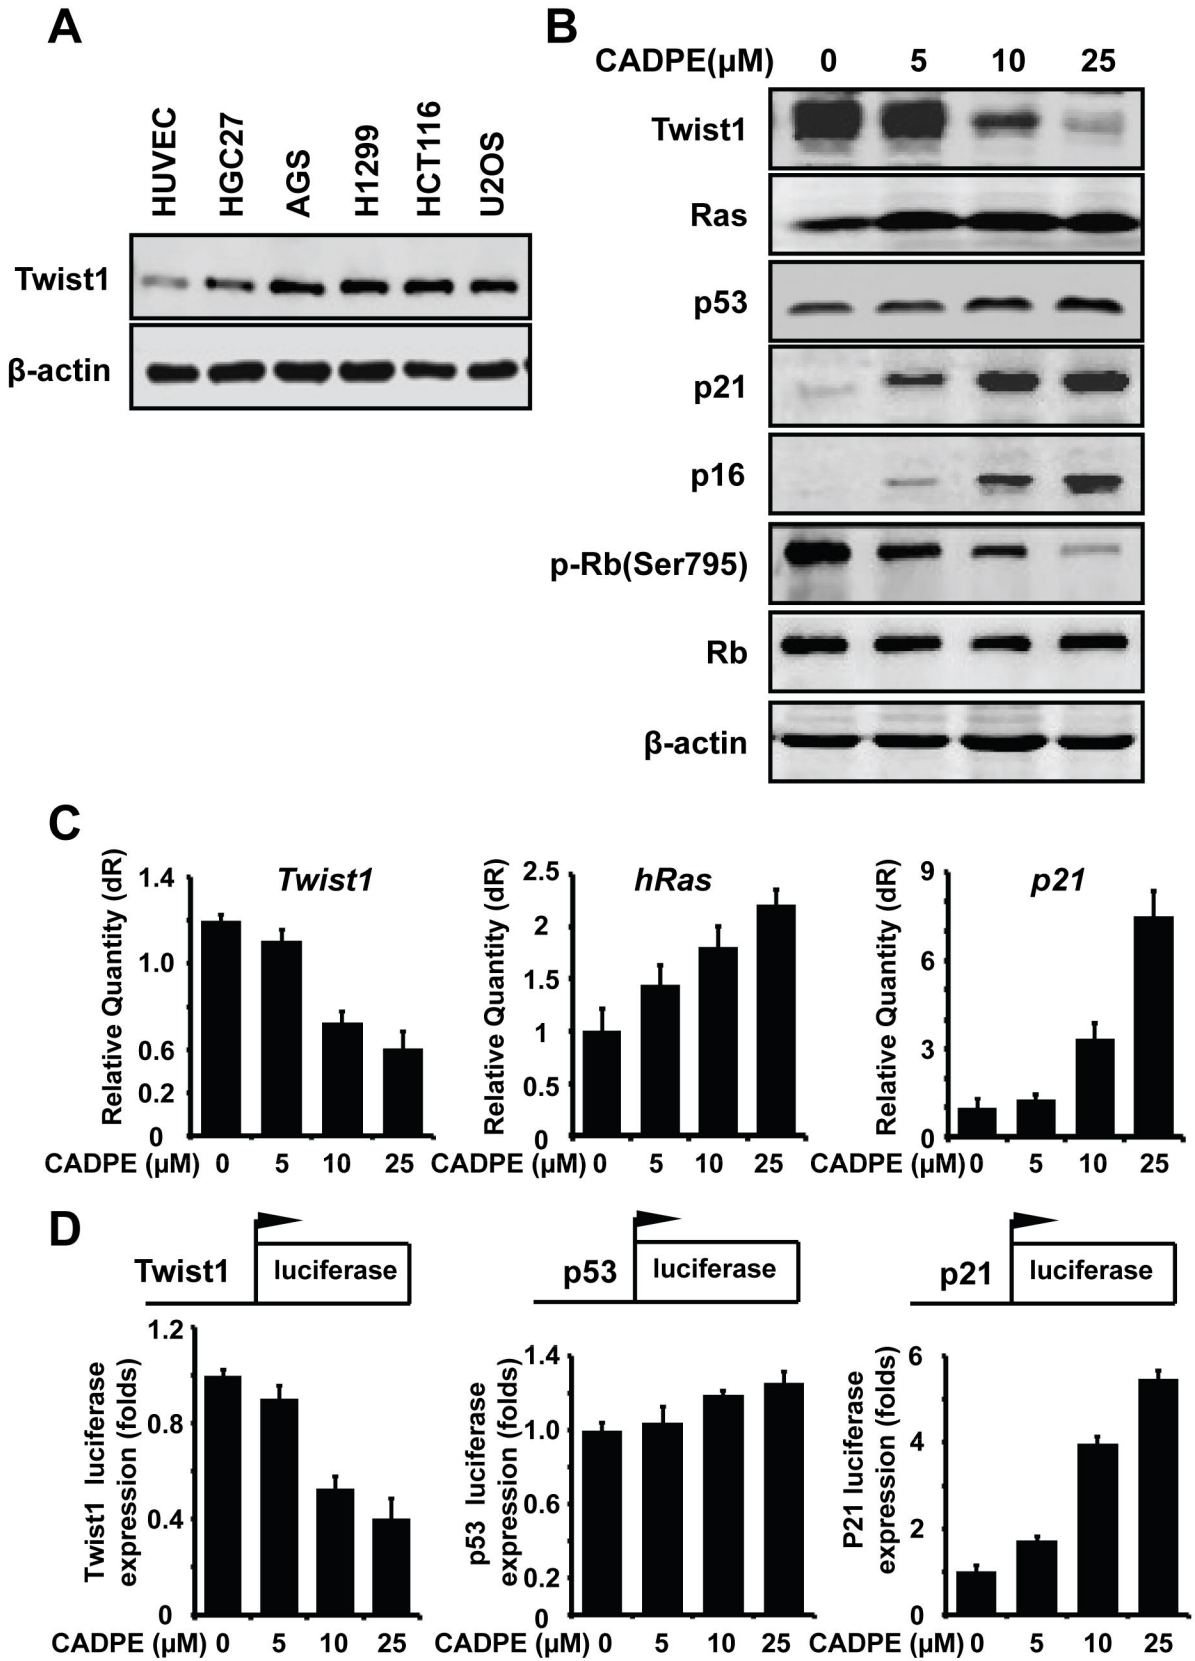 A
HUVEC
HGC27
AGS
H1299
HCT116
U2OS
Twist1
β-actin
B
CADPE(μM) 0 5 10 25
Twist1
Ras
p53
p21
p16
p-Rb(Ser795)
Rb
β-actin
C
Relative Quantity (dR)
Twist1
1.4
1.0
0.6
0.2
0
CADPE (μM) 0 5 10 25
Relative Quantity (dR)
hRas
2.5
2
1.5
1
0.5
0
CADPE (μM) 0 5 10 25
Relative Quantity (dR)
p21
9
6
3
0
CADPE (μM) 0 5 10 25
D
Twist1 luciferase
Twist1 luciferase
expression (folds)
1.2
0.8
0.4
0
CADPE (μM) 0 5 10 25
p53 luciferase
p53 luciferase
expression (folds)
1.4
1.0
0.6
0.2
0
CADPE (μM) 0 5 10 25
p21 luciferase
P21 luciferase
expression (folds)
6
4
2
0
CADPE (μM) 0 5 10 25